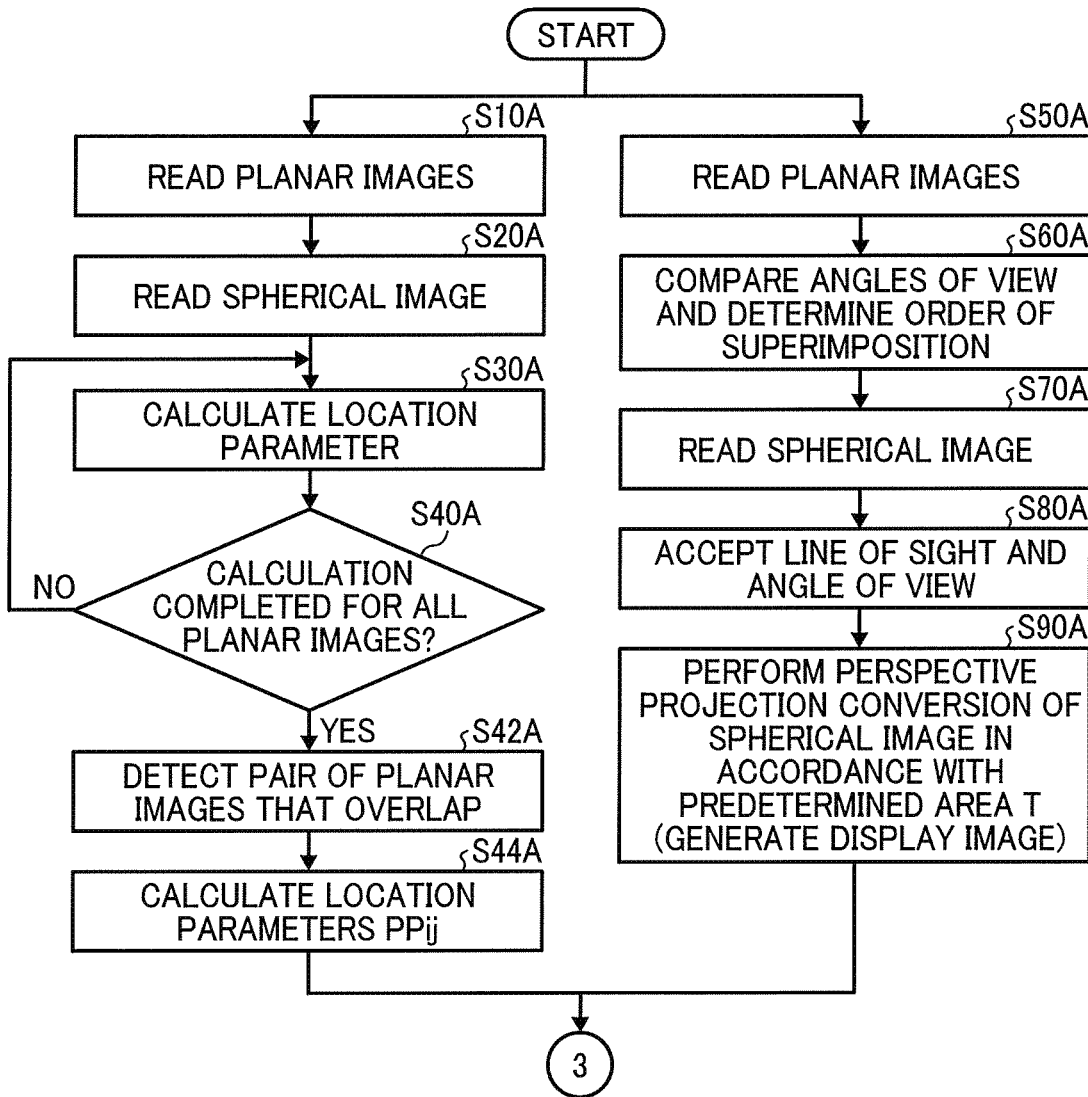 START
S10A
READ PLANAR IMAGES
S20A
READ SPHERICAL IMAGE
S30A
CALCULATE LOCATION
PARAMETER
S40A
CALCULATION
COMPLETED FOR ALL
PLANAR IMAGES?
NO
YES
S42A
DETECT PAIR OF PLANAR
IMAGES THAT OVERLAP
S44A
CALCULATE LOCATION
PARAMETERS PPij
S50A
READ PLANAR IMAGES
S60A
COMPARE ANGLES OF VIEW
AND DETERMINE ORDER OF
SUPERIMPOSITION
S70A
READ SPHERICAL IMAGE
S80A
ACCEPT LINE OF SIGHT AND
ANGLE OF VIEW
S90A
PERFORM PERSPECTIVE
PROJECTION CONVERSION OF
SPHERICAL IMAGE IN
ACCORDANCE WITH
PREDETERMINED AREA T
(GENERATE DISPLAY IMAGE)
3